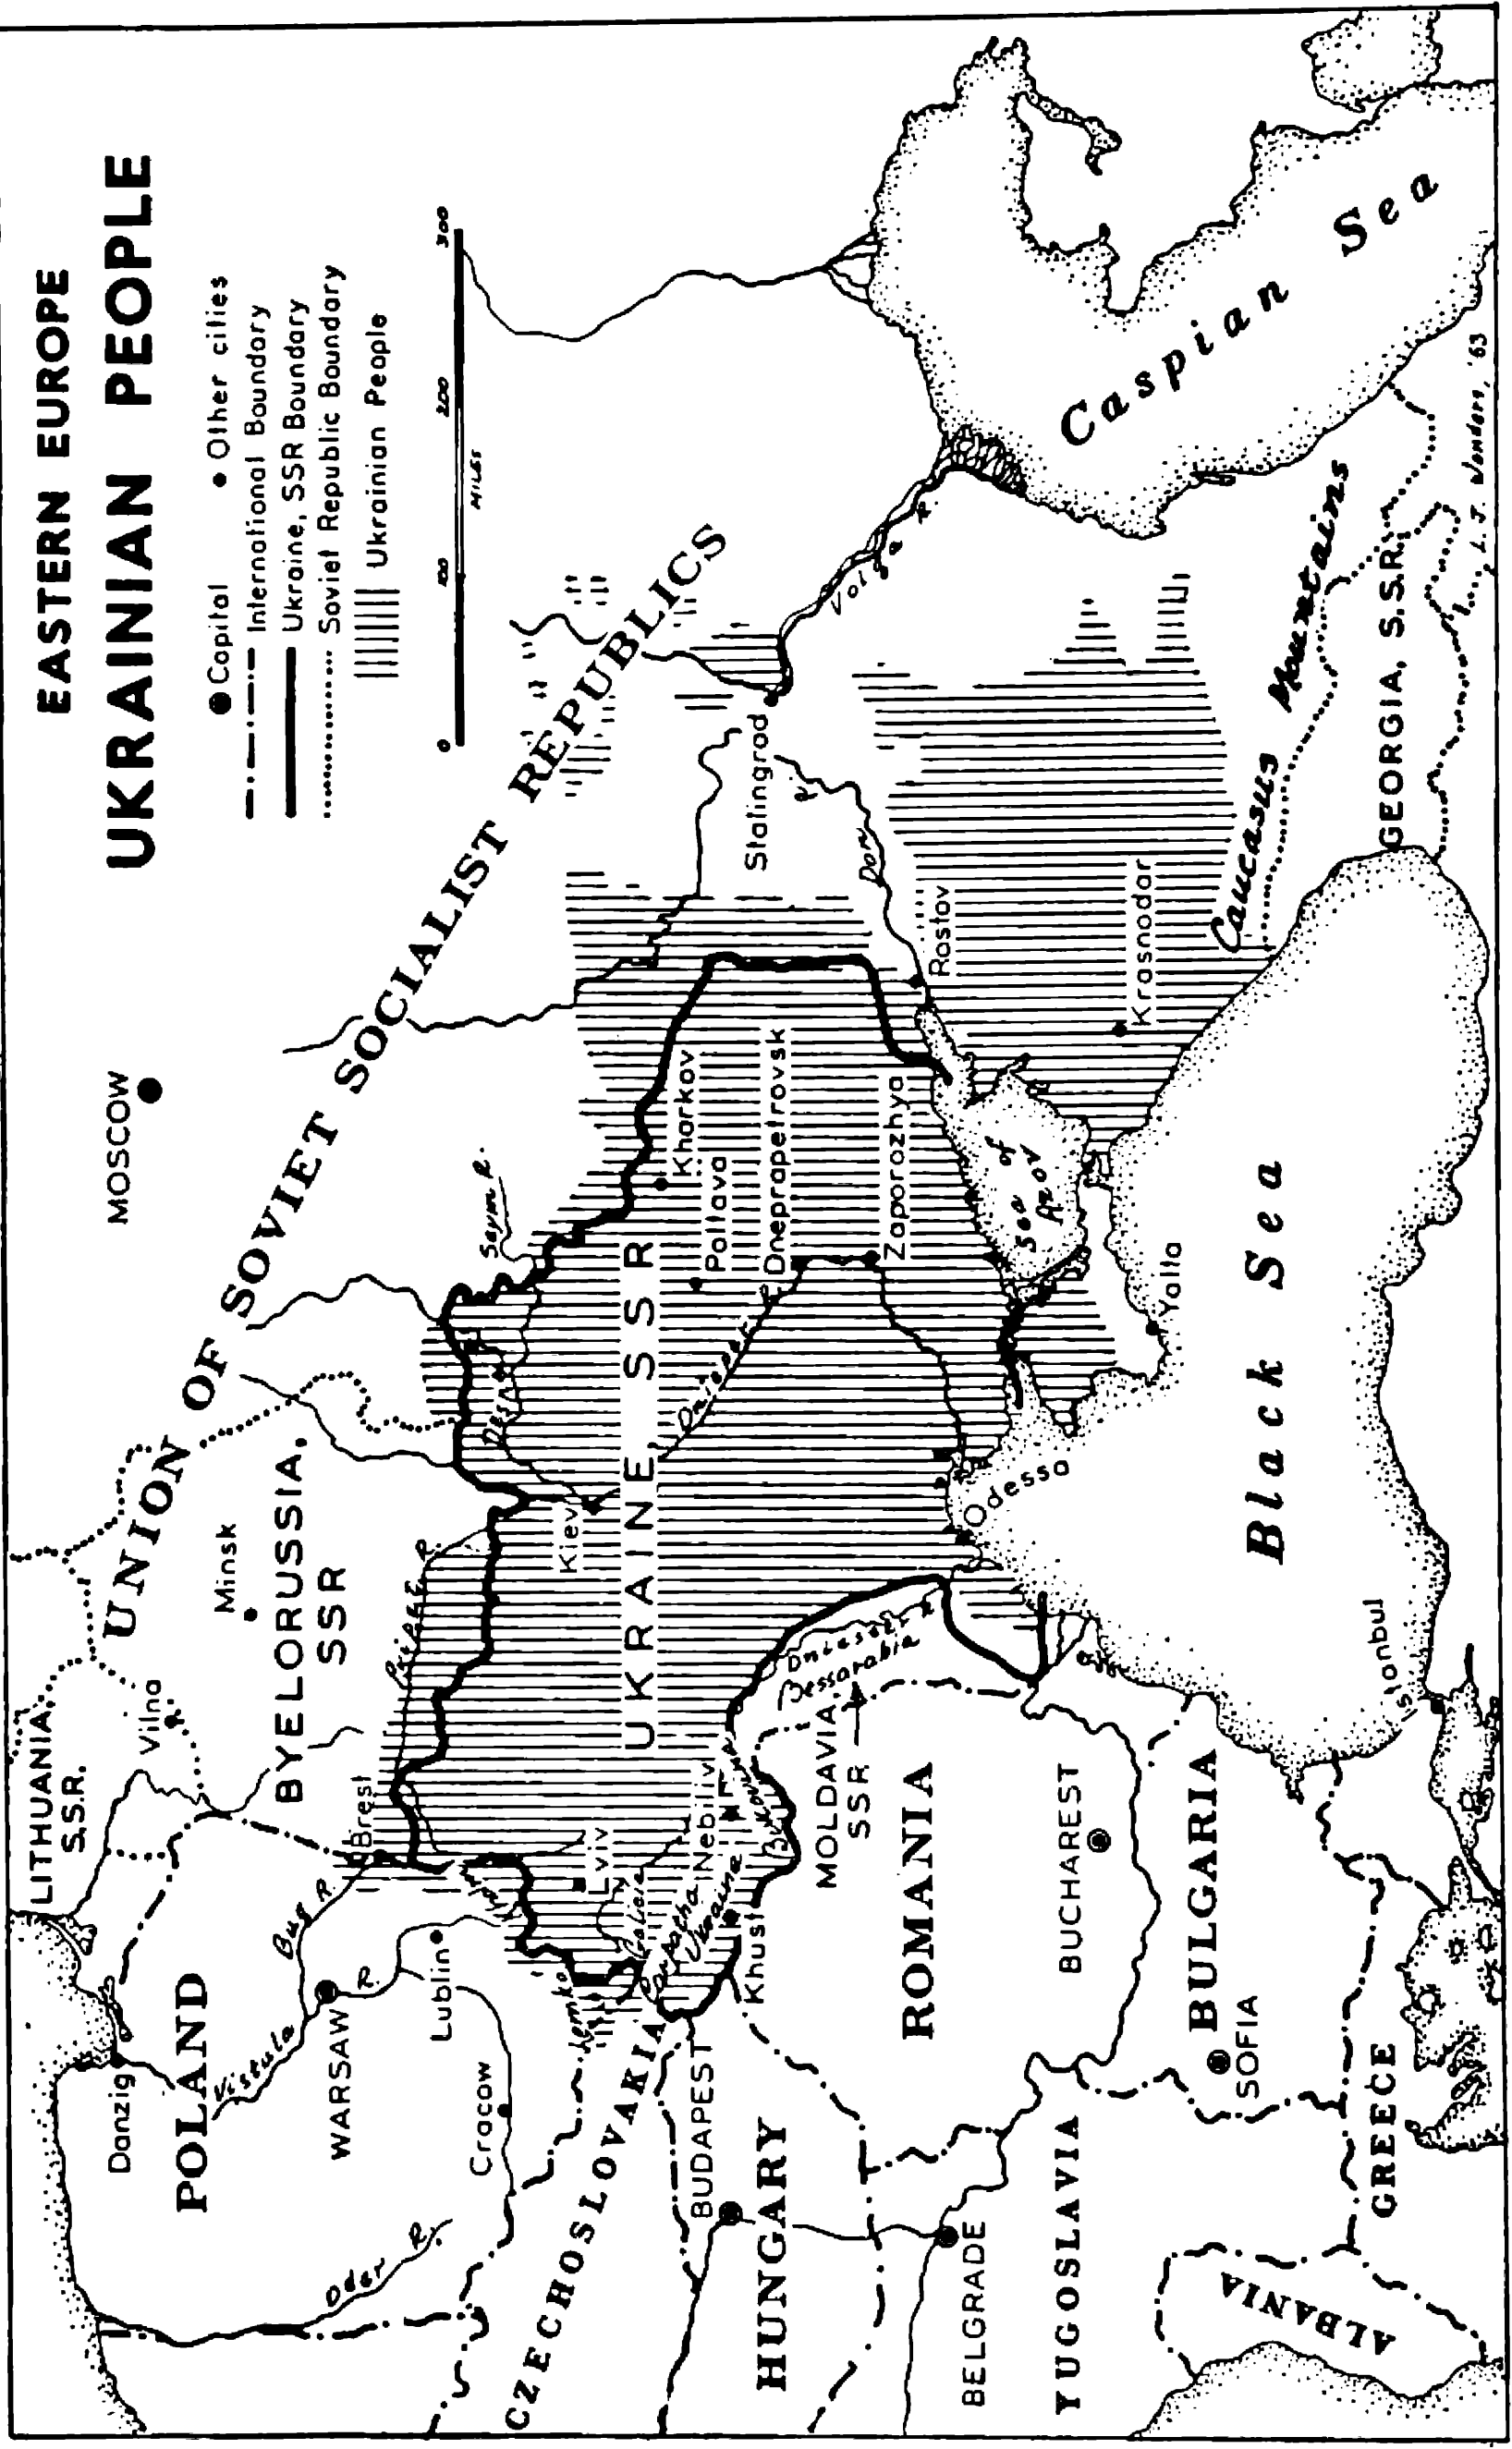 EASTERN EUROPE
UKRAINIAN PEOPLE
Capital
Other cities
International Boundary
Ukraine, SSR Boundary
Soviet Republic Boundary
Ukrainian People
0 100 200 300
MILES
UNION OF SOVIET SOCIALIST REPUBLICS
MOSCOW
LITHUANIA,
S.S.R.
Vilna
Minsk
BYELORUSSIA,
SSR
Danzig
POLAND
Vistula
R.
Bug R.
WARSAW
Brest
Lublin
Cracow
Oder R.
Pripet R.
Desna
Seym R.
Kiev
UKRAINE SSR
Kharkov
Poltava
Dneprapetrovsk
Dnieper R.
Zaporozhya
Stalingrad
Don
R.
Volga R.
Rostov
Krasnodar
Lviv
Lemko
Galicia
Carpatha
Ukraine
Nebiliv
Khust
Bukovina
Dniester R.
Bessarabia
MOLDAVIA,
SSR
Odessa
Sea of
Azov
Yalta
CZECHOSLOVAKIA
BUDAPEST
HUNGARY
ROMANIA
BUCHAREST
BELGRADE
YUGOSLAVIA
BULGARIA
SOFIA
ALBANIA
GREECE
Istanbul
Black Sea
Caucasus Mountains
GEORGIA, S.S.R.
Caspian Sea
L. J. Wonders, '63